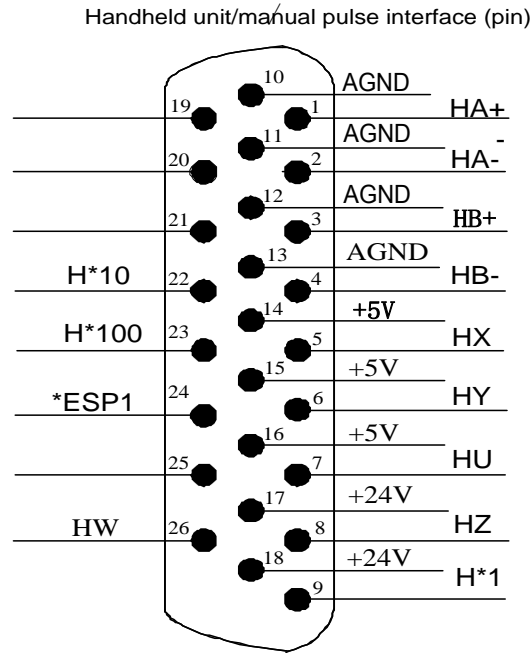 Handheld unit/manual pulse interface (pin)
10 AGND
19
1 HA+
11 AGND
-
20
2 HA-
12 AGND
21
3 HB+
13 AGND
H*10 22
4 HB-
14 +5V
H*100 23
5 HX
15 +5V
*ESP1 24
6 HY
16 +5V
25
7 HU
17 +24V
HW 26
8 HZ
18 +24V
9 H*1